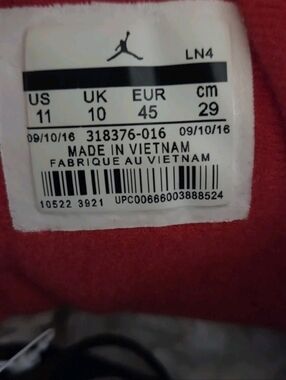 LN4
US UK EUR cm
11 10 45 29
09/10/16 318376-016 09/10/16
MADE IN VIETNAM
FABRIQUE AU VIETNAM
10522 3921 UPC00666003888524